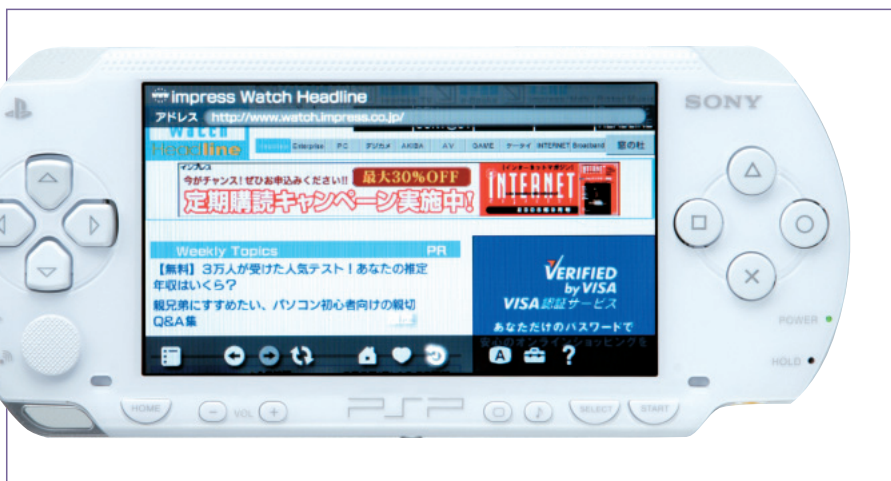 impress Watch Headline
SONY
アドレス http://www.watch.impress.co.jp/
Watch
Headline
Enterprise PC デジカメ AKIBA AV GAME ケータイ INTERNET Broadband 窓の杜
インプレス
今がチャンス!ぜひお申込みください!! 最大30%OFF
定期購読キャンペーン実施中!
INTERNET
Weekly Topics PR
【無料】3万人が受けた人気テスト!あなたの推定
年収はいくら?
親兄弟にすすめたい、パソコン初心者向けの親切
Q&A集
VERIFIED
by VISA
VISA認証サービス
あなただけのパスワードで
安心のオンラインショッピングを
A ?
POWER
HOLD
HOME - VOL + PSP SELECT START